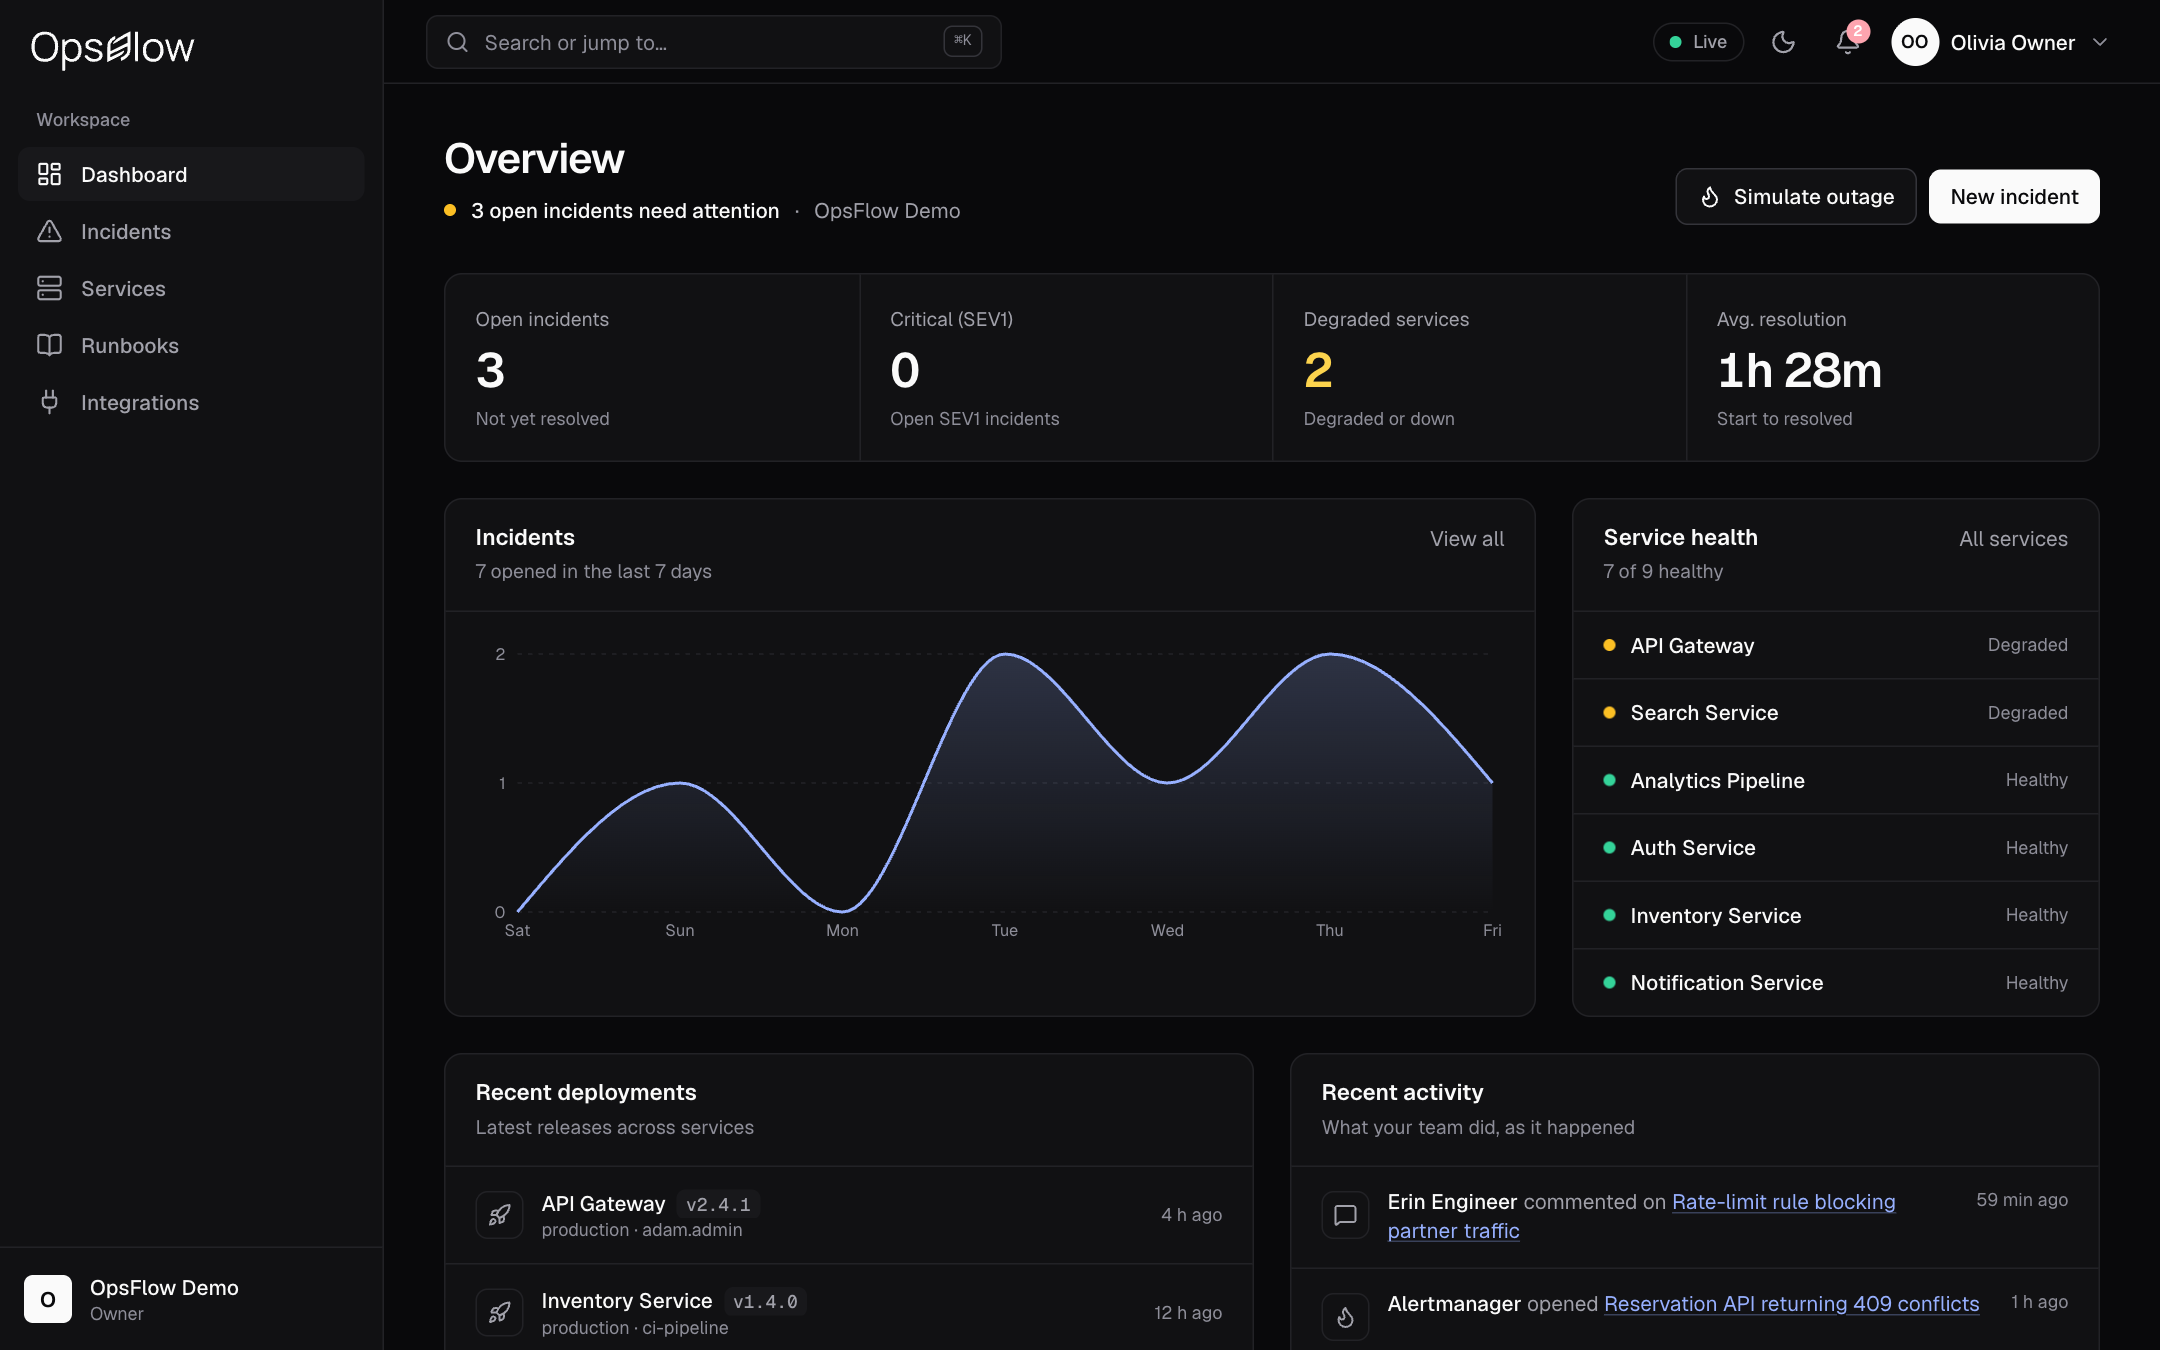 OpsFlow
Search or jump to...
⌘K
Live
2
OO
Olivia Owner
Workspace
Dashboard
Incidents
Services
Runbooks
Integrations
Overview
3 open incidents need attention · OpsFlow Demo
Simulate outage
New incident
Open incidents
3
Not yet resolved
Critical (SEV1)
0
Open SEV1 incidents
Degraded services
2
Degraded or down
Avg. resolution
1h 28m
Start to resolved
Incidents
View all
7 opened in the last 7 days
2
1
0
Sat Sun Mon Tue Wed Thu Fri
Service health
All services
7 of 9 healthy
API Gateway Degraded
Search Service Degraded
Analytics Pipeline Healthy
Auth Service Healthy
Inventory Service Healthy
Notification Service Healthy
Recent deployments
Latest releases across services
API Gateway v2.4.1
production · adam.admin
4 h ago
Inventory Service v1.4.0
production · ci-pipeline
12 h ago
Recent activity
What your team did, as it happened
Erin Engineer commented on Rate-limit rule blocking
partner traffic
59 min ago
Alertmanager opened Reservation API returning 409 conflicts
1 h ago
O
OpsFlow Demo
Owner